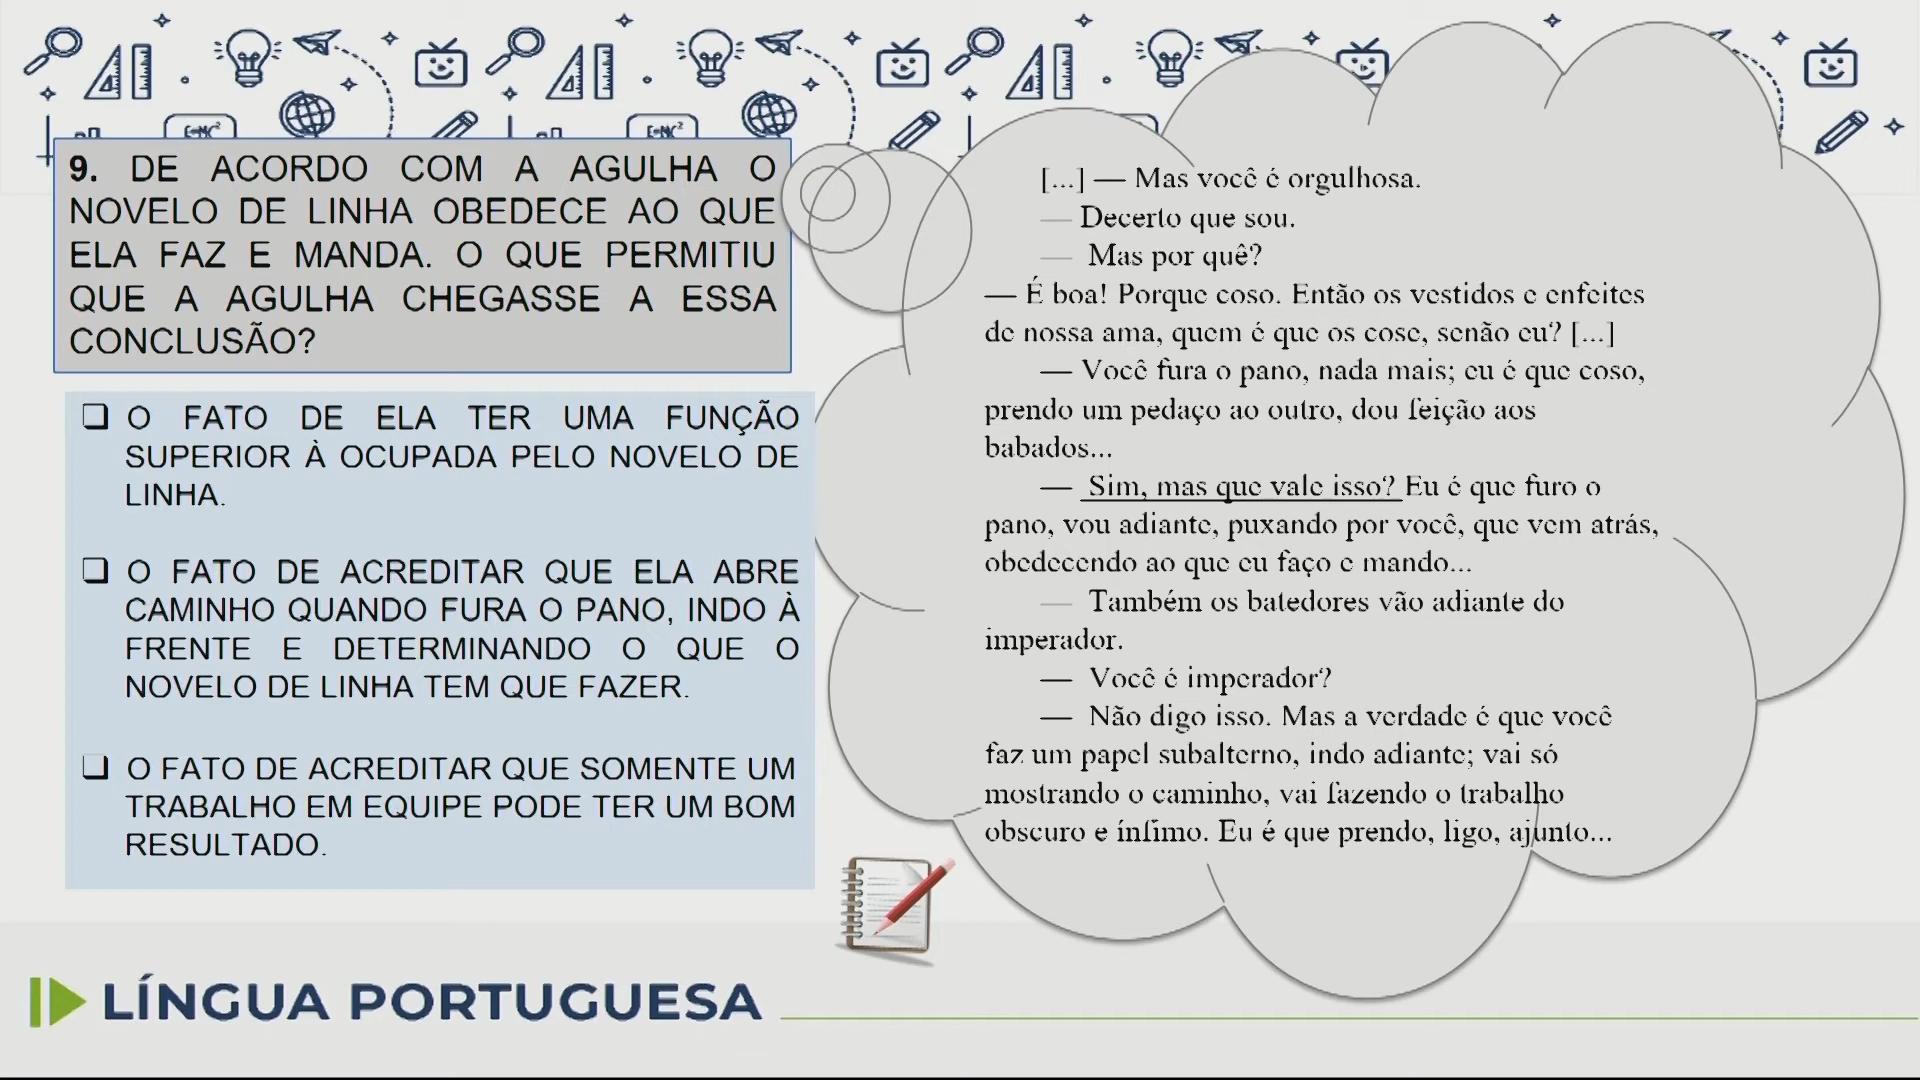 9. DE ACORDO COM A AGULHA O
NOVELO DE LINHA OBEDECE AO QUE
ELA FAZ E MANDA. O QUE PERMITIU
QUE A AGULHA CHEGASSE A ESSA
CONCLUSÃO?
O FATO DE ELA TER UMA FUNÇÃO
SUPERIOR À OCUPADA PELO NOVELO DE
LINHA.
O FATO DE ACREDITAR QUE ELA ABRE
CAMINHO QUANDO FURA O PANO, INDO À
FRENTE E DETERMINANDO O QUE O
NOVELO DE LINHA TEM QUE FAZER.
O FATO DE ACREDITAR QUE SOMENTE UM
TRABALHO EM EQUIPE PODE TER UM BOM
RESULTADO.
[...] — Mas você é orgulhosa.
— Decerto que sou.
— Mas por quê?
— É boa! Porque coso. Então os vestidos e enfeites
de nossa ama, quem é que os cose, senão eu? [...]
— Você fura o pano, nada mais; eu é que coso,
prendo um pedaço ao outro, dou feição aos
babados...
— Sim, mas que vale isso? Eu é que furo o
pano, vou adiante, puxando por você, que vem atrás,
obedecendo ao que eu faço e mando...
— Também os batedores vão adiante do
imperador.
— Você é imperador?
— Não digo isso. Mas a verdade é que você
faz um papel subalterno, indo adiante; vai só
mostrando o caminho, vai fazendo o trabalho
obscuro e ínfimo. Eu é que prendo, ligo, ajunto...
LÍNGUA PORTUGUESA